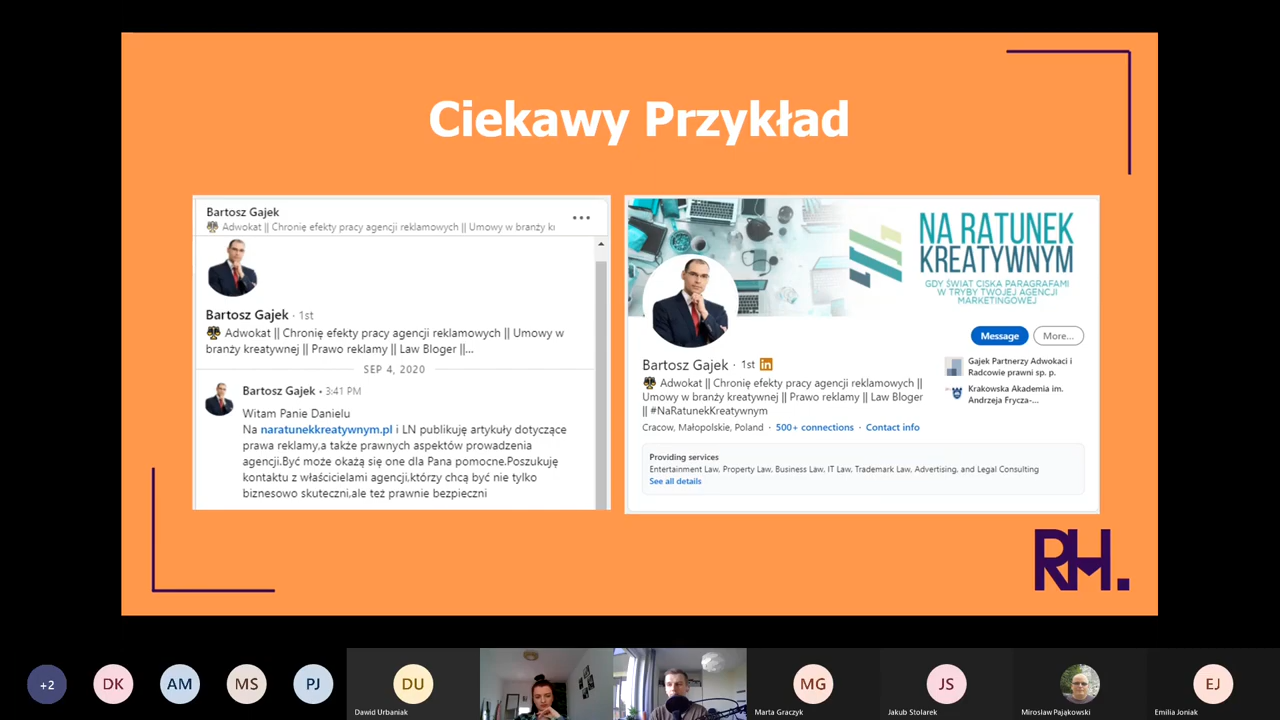 Ciekawy Przykład
Bartosz Gajek
Adwokat || Chronię efekty pracy agencji reklamowych || Umowy w branży kr
Bartosz Gajek · 1st
Adwokat || Chronię efekty pracy agencji reklamowych || Umowy w
branży kreatywnej || Prawo reklamy || Law Bloger ||...
SEP 4, 2020
Bartosz Gajek • 3:41 PM
Witam Panie Danielu
Na naratunekkreatywnym.pl i LN publikuję artykuły dotyczące
prawa reklamy,a także prawnych aspektów prowadzenia
agencji.Być może okażą się one dla Pana pomocne.Poszukuję
kontaktu z właścicielami agencji,którzy chcą być nie tylko
biznesowo skuteczni,ale też prawnie bezpieczni
NA RATUNEK
KREATYWNYM
GDY ŚWIAT CISKA PARAGRAFAMI
W TRYBY TWOJEJ AGENCJI
MARKETINGOWEJ
Message
More...
Bartosz Gajek · 1st in
Adwokat || Chronię efekty pracy agencji reklamowych ||
Umowy w branży kreatywnej || Prawo reklamy || Law Bloger
|| #NaRatunekKreatywnym
Cracow, Małopolskie, Poland · 500+ connections · Contact info
Gajek Partnerzy Adwokaci i
Radcowie prawni sp. p.
Krakowska Akademia im.
Andrzeja Frycza-...
Providing services
Entertainment Law, Property Law, Business Law, IT Law, Trademark Law, Advertising, and Legal Consulting
See all details
RH.
+2
DK
AM
MS
PJ
DU
Dawid Urbaniak
MG
Marta Graczyk
JS
Jakub Stolarek
Mirosław Pająkowski
EJ
Emilia Joniak